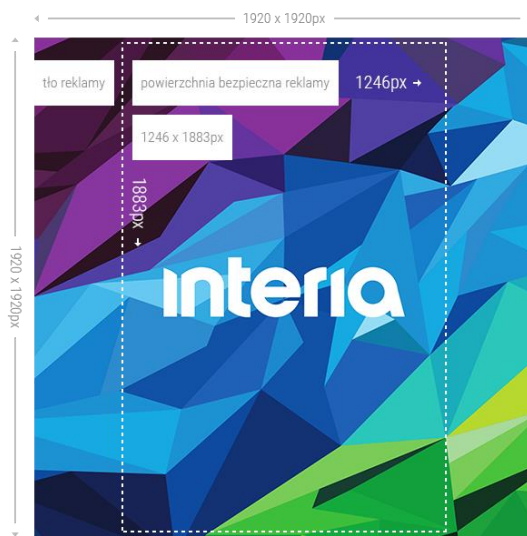 1920 x 1920px
tło reklamy
powierzchnia bezpieczna reklamy
1246px
1246 x 1883px
1883px
1920 x 1920px
interia